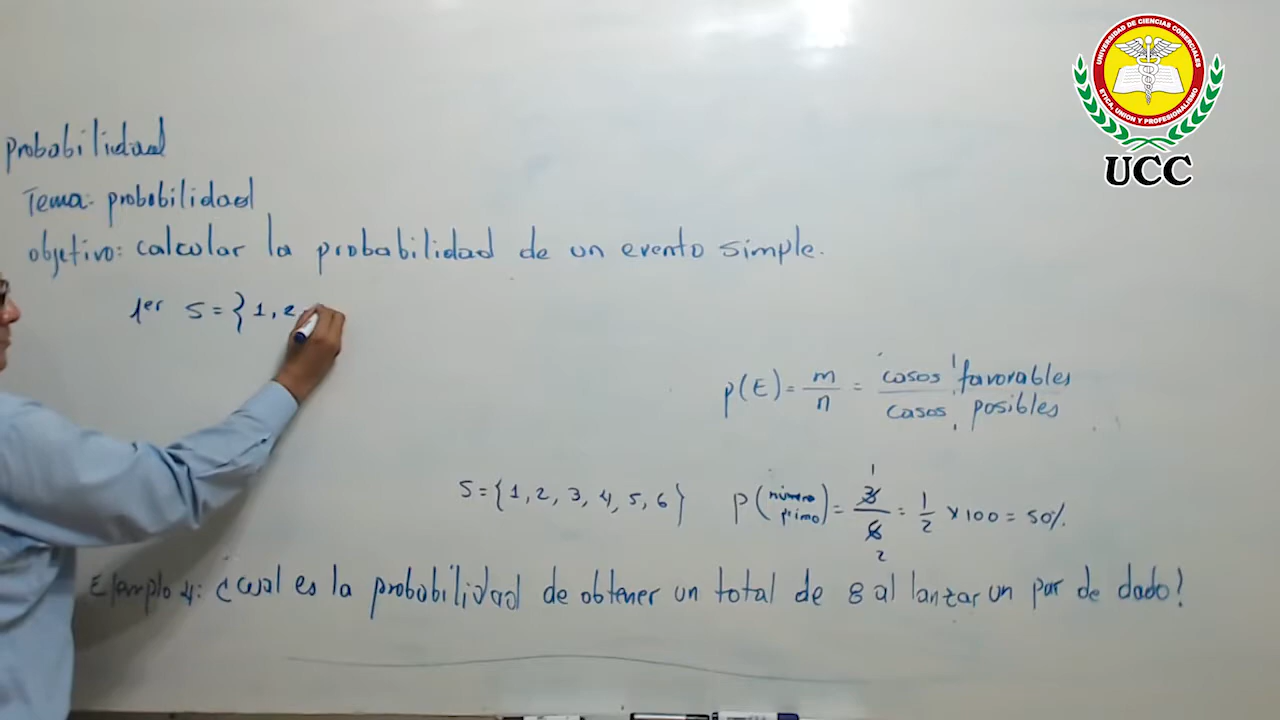 UNIVERSIDAD DE CIENCIAS COMERCIALES
ETICA, UNION Y PROFESIONALISMO
UCC
probabilidad
Tema: probabilidad
objetivo: calcular la probabilidad de un evento simple.
1er S = { 1, 2
p(E) = m/n = casos favorables / casos posibles
S = { 1, 2, 3, 4, 5, 6 } p(número primo) = 3/6 = 1/2 x 100 = 50%
1
2
Ejemplo 4: ¿Cual es la probabilidad de obtener un total de 8 al lanzar un par de dado?